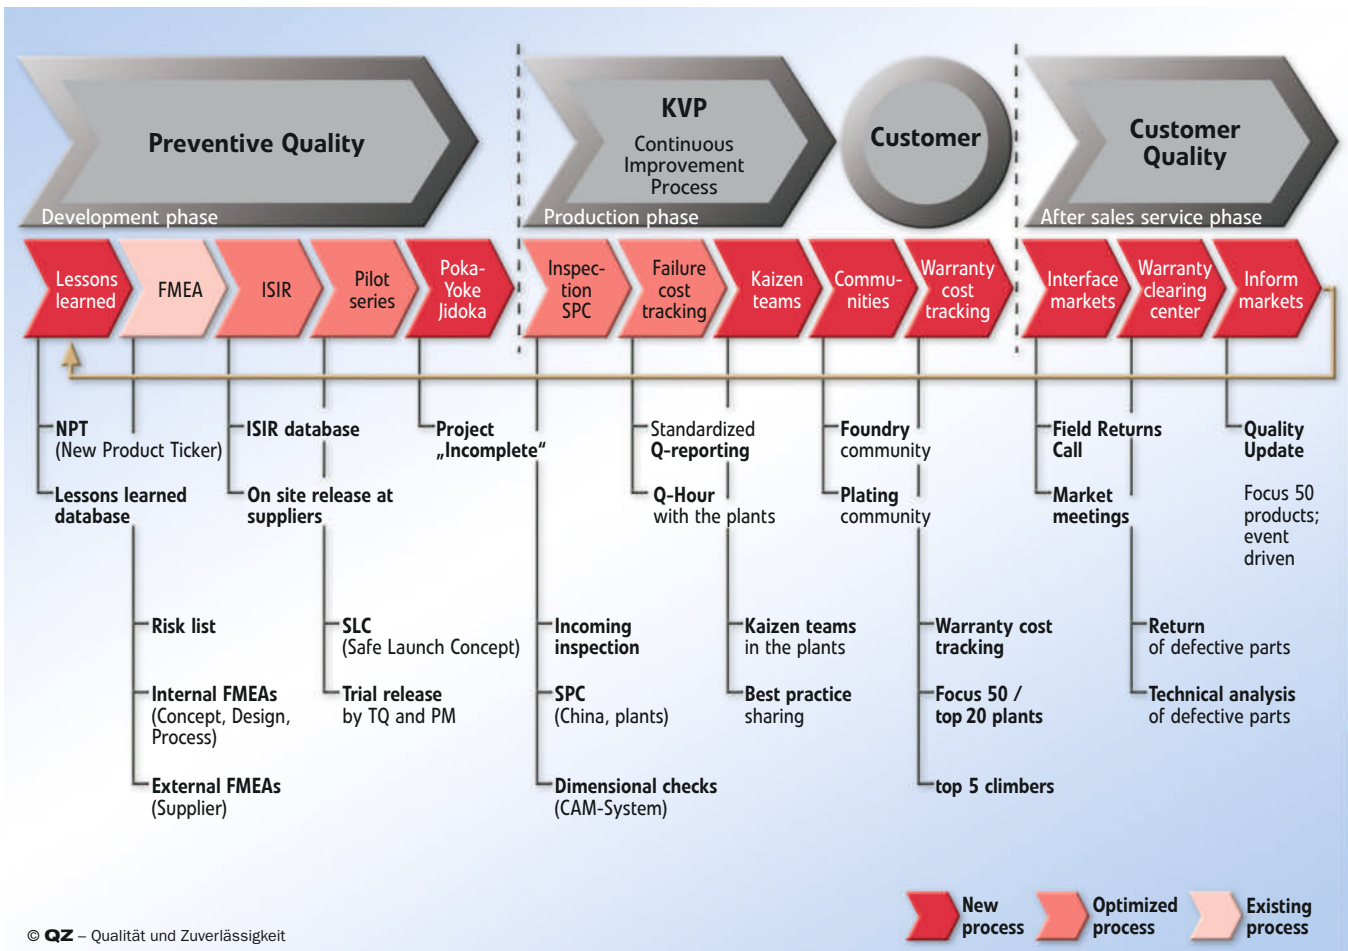 Preventive Quality
Development phase
KVP
Continuous
Improvement
Process
Production phase
Customer
Customer
Quality
After sales service phase
Lessons
learned
FMEA
ISIR
Pilot
series
Poka-
Yoke
Jidoka
Inspec-
tion
SPC
Failure
cost
tracking
Kaizen
teams
Commu-
nities
Warranty
cost
tracking
Interface
markets
Warranty
clearing
center
Inform
markets
NPT
(New Product Ticker)
Lessons learned
database
Risk list
Internal FMEAs
(Concept, Design,
Process)
External FMEAs
(Supplier)
ISIR database
On site release at
suppliers
SLC
(Safe Launch Concept)
Trial release
by TQ and PM
Project
„Incomplete“
Incoming
inspection
SPC
(China, plants)
Dimensional checks
(CAM-System)
Standardized
Q-reporting
Q-Hour
with the plants
Kaizen teams
in the plants
Best practice
sharing
Foundry
community
Plating
community
Warranty cost
tracking
Focus 50 /
top 20 plants
top 5 climbers
Field Returns
Call
Market
meetings
Return
of defective parts
Technical analysis
of defective parts
Quality
Update
Focus 50
products;
event
driven
New
process
Optimized
process
Existing
process
© QZ – Qualität und Zuverlässigkeit